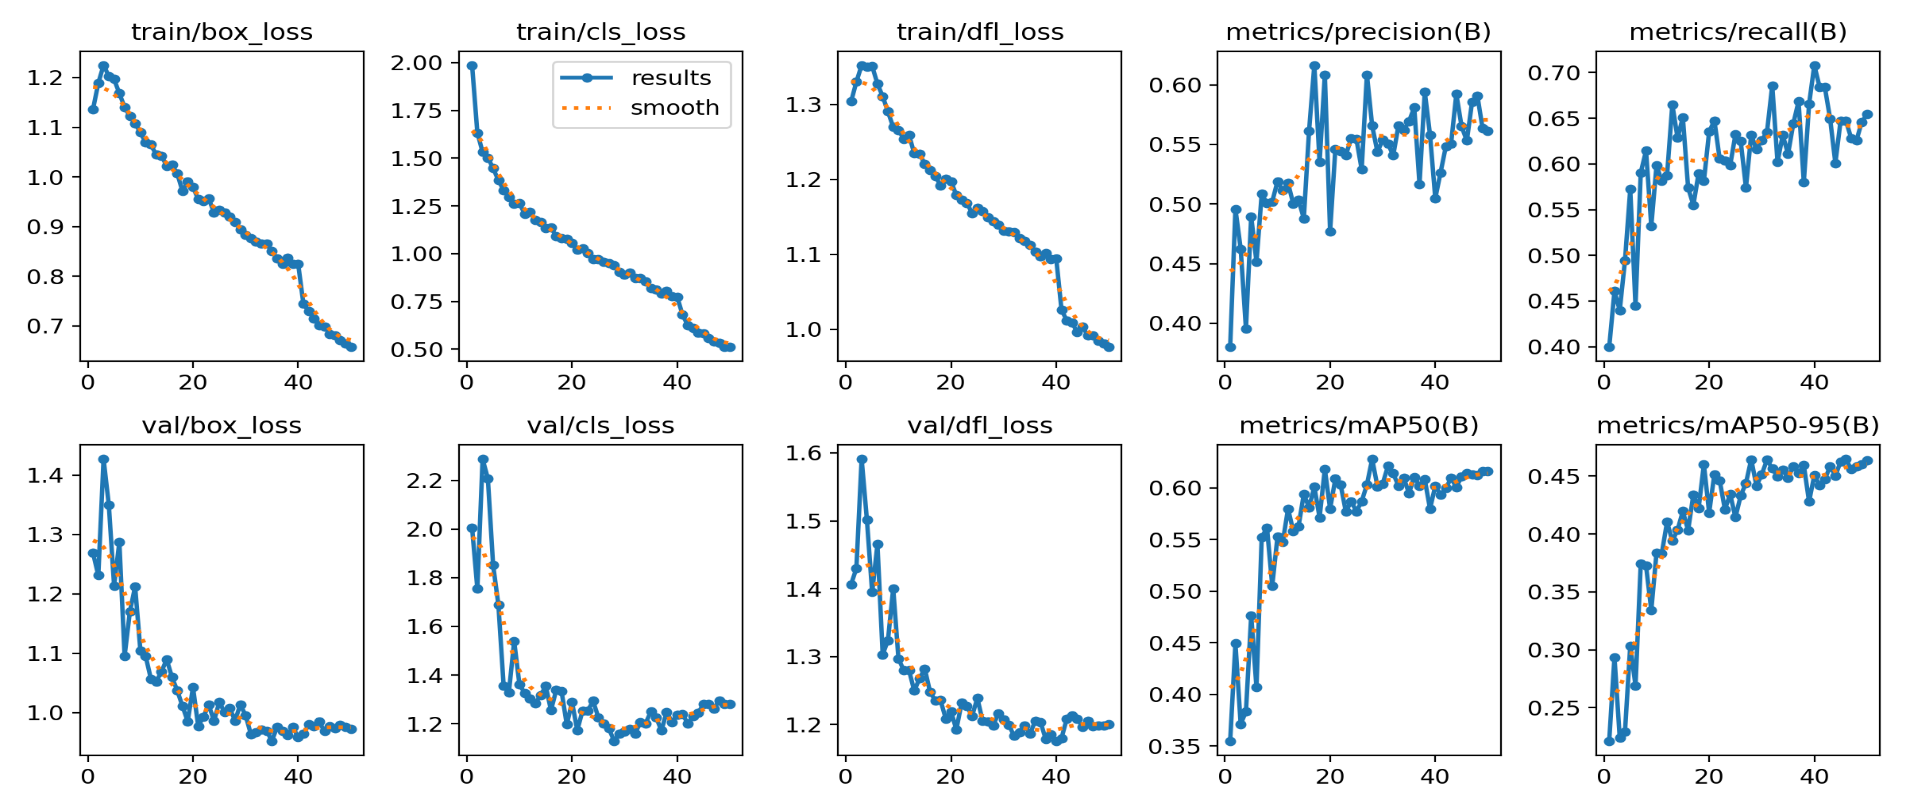 train/box_loss
1.2
1.1
1.0
0.9
0.8
0.7
0 20 40
train/cls_loss
results
smooth
2.00
1.75
1.50
1.25
1.00
0.75
0.50
0 20 40
train/dfl_loss
1.3
1.2
1.1
1.0
0 20 40
metrics/precision(B)
0.60
0.55
0.50
0.45
0.40
0 20 40
metrics/recall(B)
0.70
0.65
0.60
0.55
0.50
0.45
0.40
0 20 40
val/box_loss
1.4
1.3
1.2
1.1
1.0
0 20 40
val/cls_loss
2.2
2.0
1.8
1.6
1.4
1.2
0 20 40
val/dfl_loss
1.6
1.5
1.4
1.3
1.2
0 20 40
metrics/mAP50(B)
0.60
0.55
0.50
0.45
0.40
0.35
0 20 40
metrics/mAP50-95(B)
0.45
0.40
0.35
0.30
0.25
0 20 40